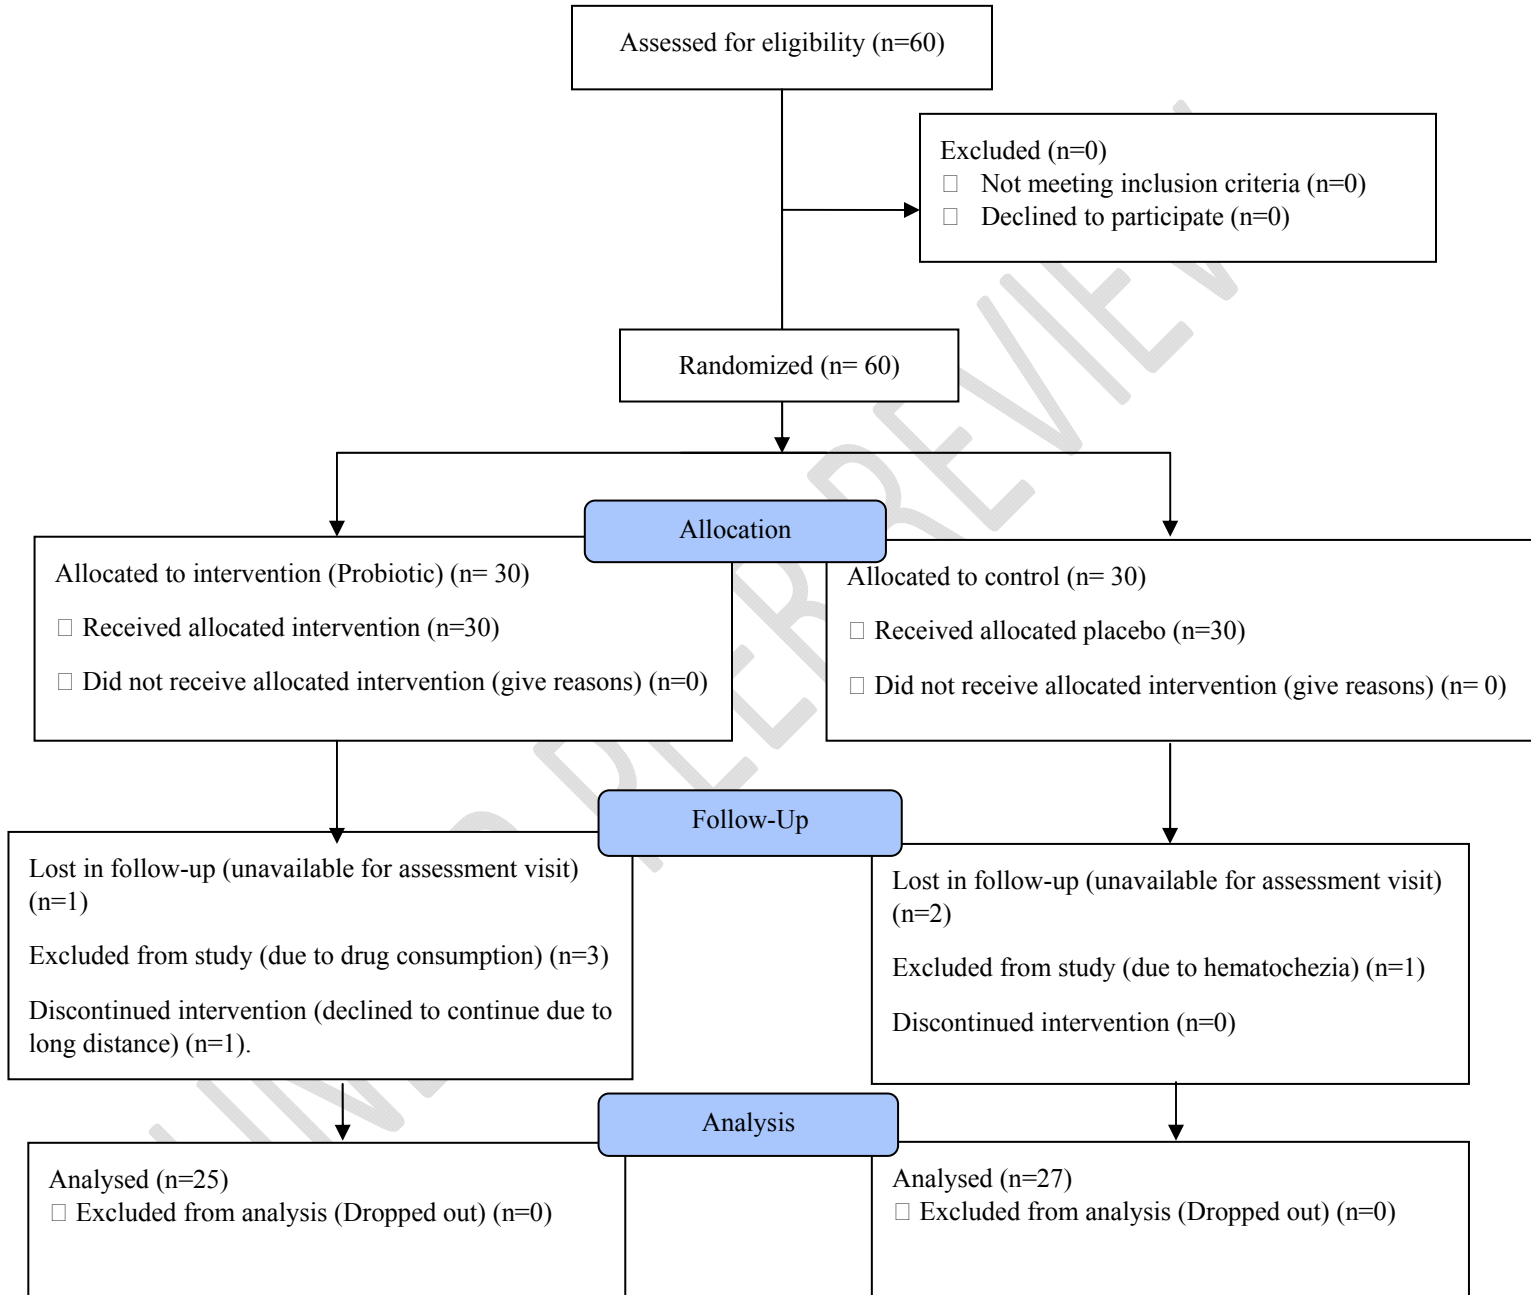 Assessed for eligibility (n=60)
Excluded (n=0)
□ Not meeting inclusion criteria (n=0)
□ Declined to participate (n=0)
Randomized (n= 60)
Allocation
Allocated to intervention (Probiotic) (n= 30)
□ Received allocated intervention (n=30)
□ Did not receive allocated intervention (give reasons) (n=0)
Allocated to control (n= 30)
□ Received allocated placebo (n=30)
□ Did not receive allocated intervention (give reasons) (n= 0)
Follow-Up
Lost in follow-up (unavailable for assessment visit)
(n=1)
Excluded from study (due to drug consumption) (n=3)
Discontinued intervention (declined to continue due to
long distance) (n=1).
Lost in follow-up (unavailable for assessment visit)
(n=2)
Excluded from study (due to hematochezia) (n=1)
Discontinued intervention (n=0)
Analysis
Analysed (n=25)
□ Excluded from analysis (Dropped out) (n=0)
Analysed (n=27)
□ Excluded from analysis (Dropped out) (n=0)
PEER REVIEW